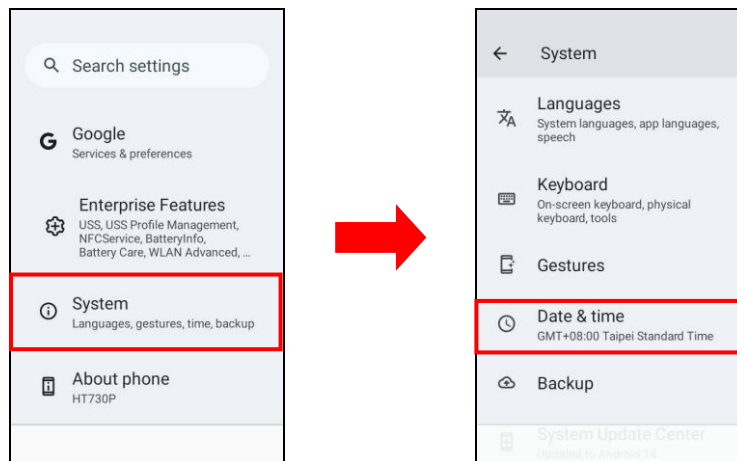 Search settings
Google
Services & preferences
Enterprise Features
USS, USS Profile Management,
NFCService, BatteryInfo,
Battery Care, WLAN Advanced, ...
System
Languages, gestures, time, backup
About phone
HT730P
System
Languages
System languages, app languages,
speech
Keyboard
On-screen keyboard, physical
keyboard, tools
Gestures
Date & time
GMT+08:00 Taipei Standard Time
Backup
System Update Center
Updated to Android 14